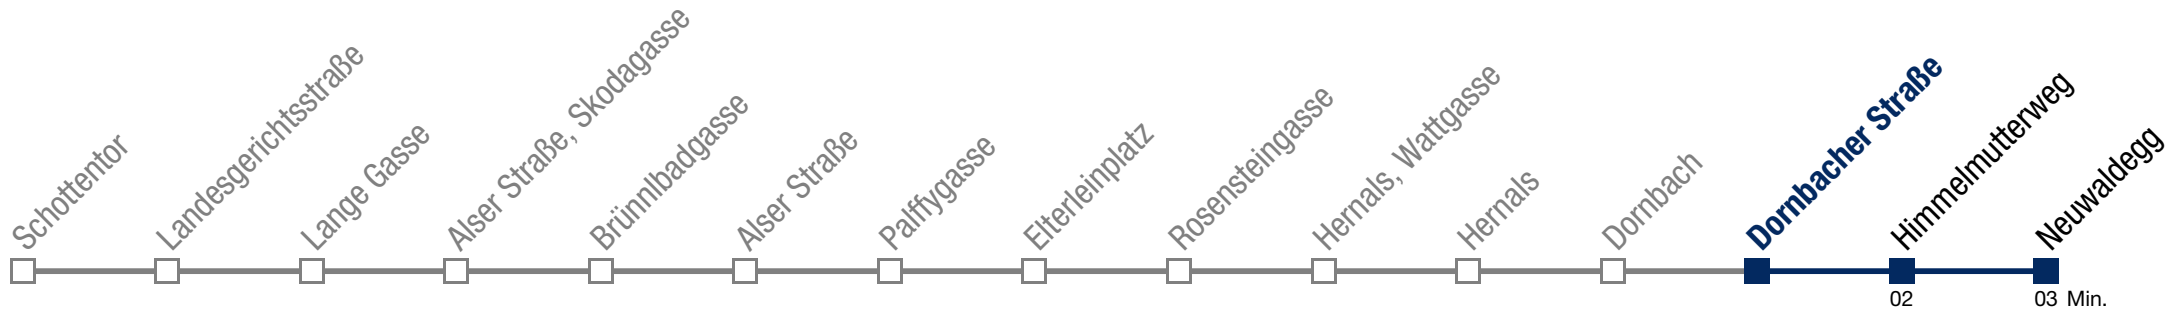 Schottentor
Landesgerichtsstraße
Lange Gasse
Alser Straße, Skodagasse
Brünnlbadgasse
Alser Straße
Palffygasse
Elterleinplatz
Rosensteingasse
Hernals, Wattgasse
Hernals
Dornbach
Dornbacher Straße
Himmelmutterweg
Neuwaldegg
02
03 Min.